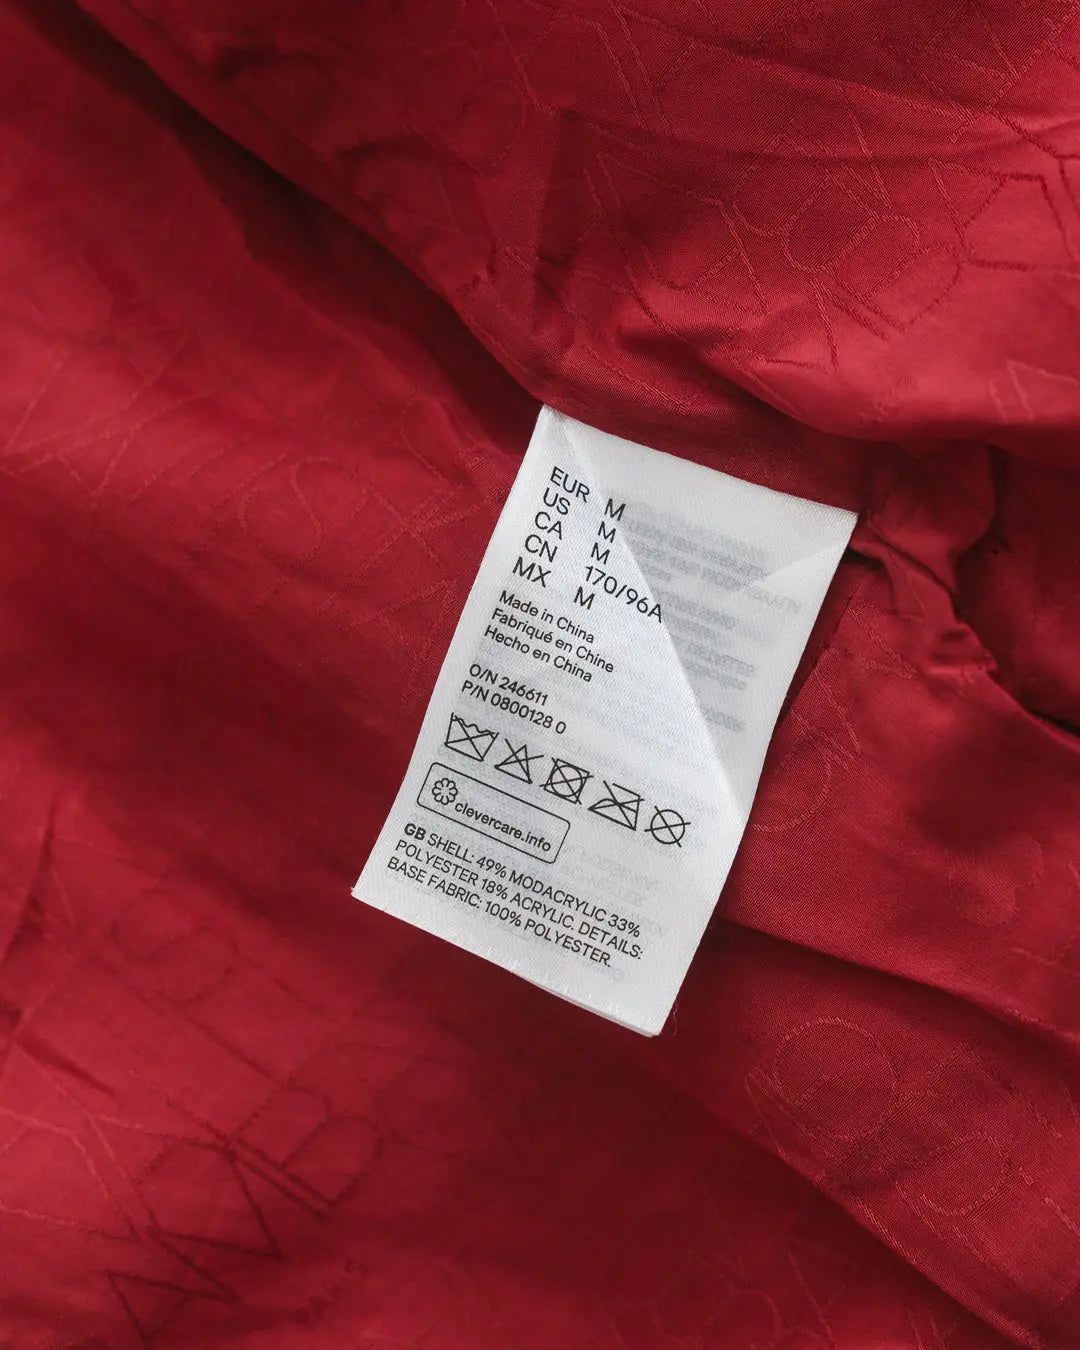 EUR M
US M
CA M
CN 170/96A
MX M
Made in China
Fabriqué en Chine
Hecho en China
O/N 246611
P/N 0800128 0
clevercare.info
GB SHELL: 49% MODACRYLIC 33%
POLYESTER 18% ACRYLIC. DETAILS:
BASE FABRIC: 100% POLYESTER.